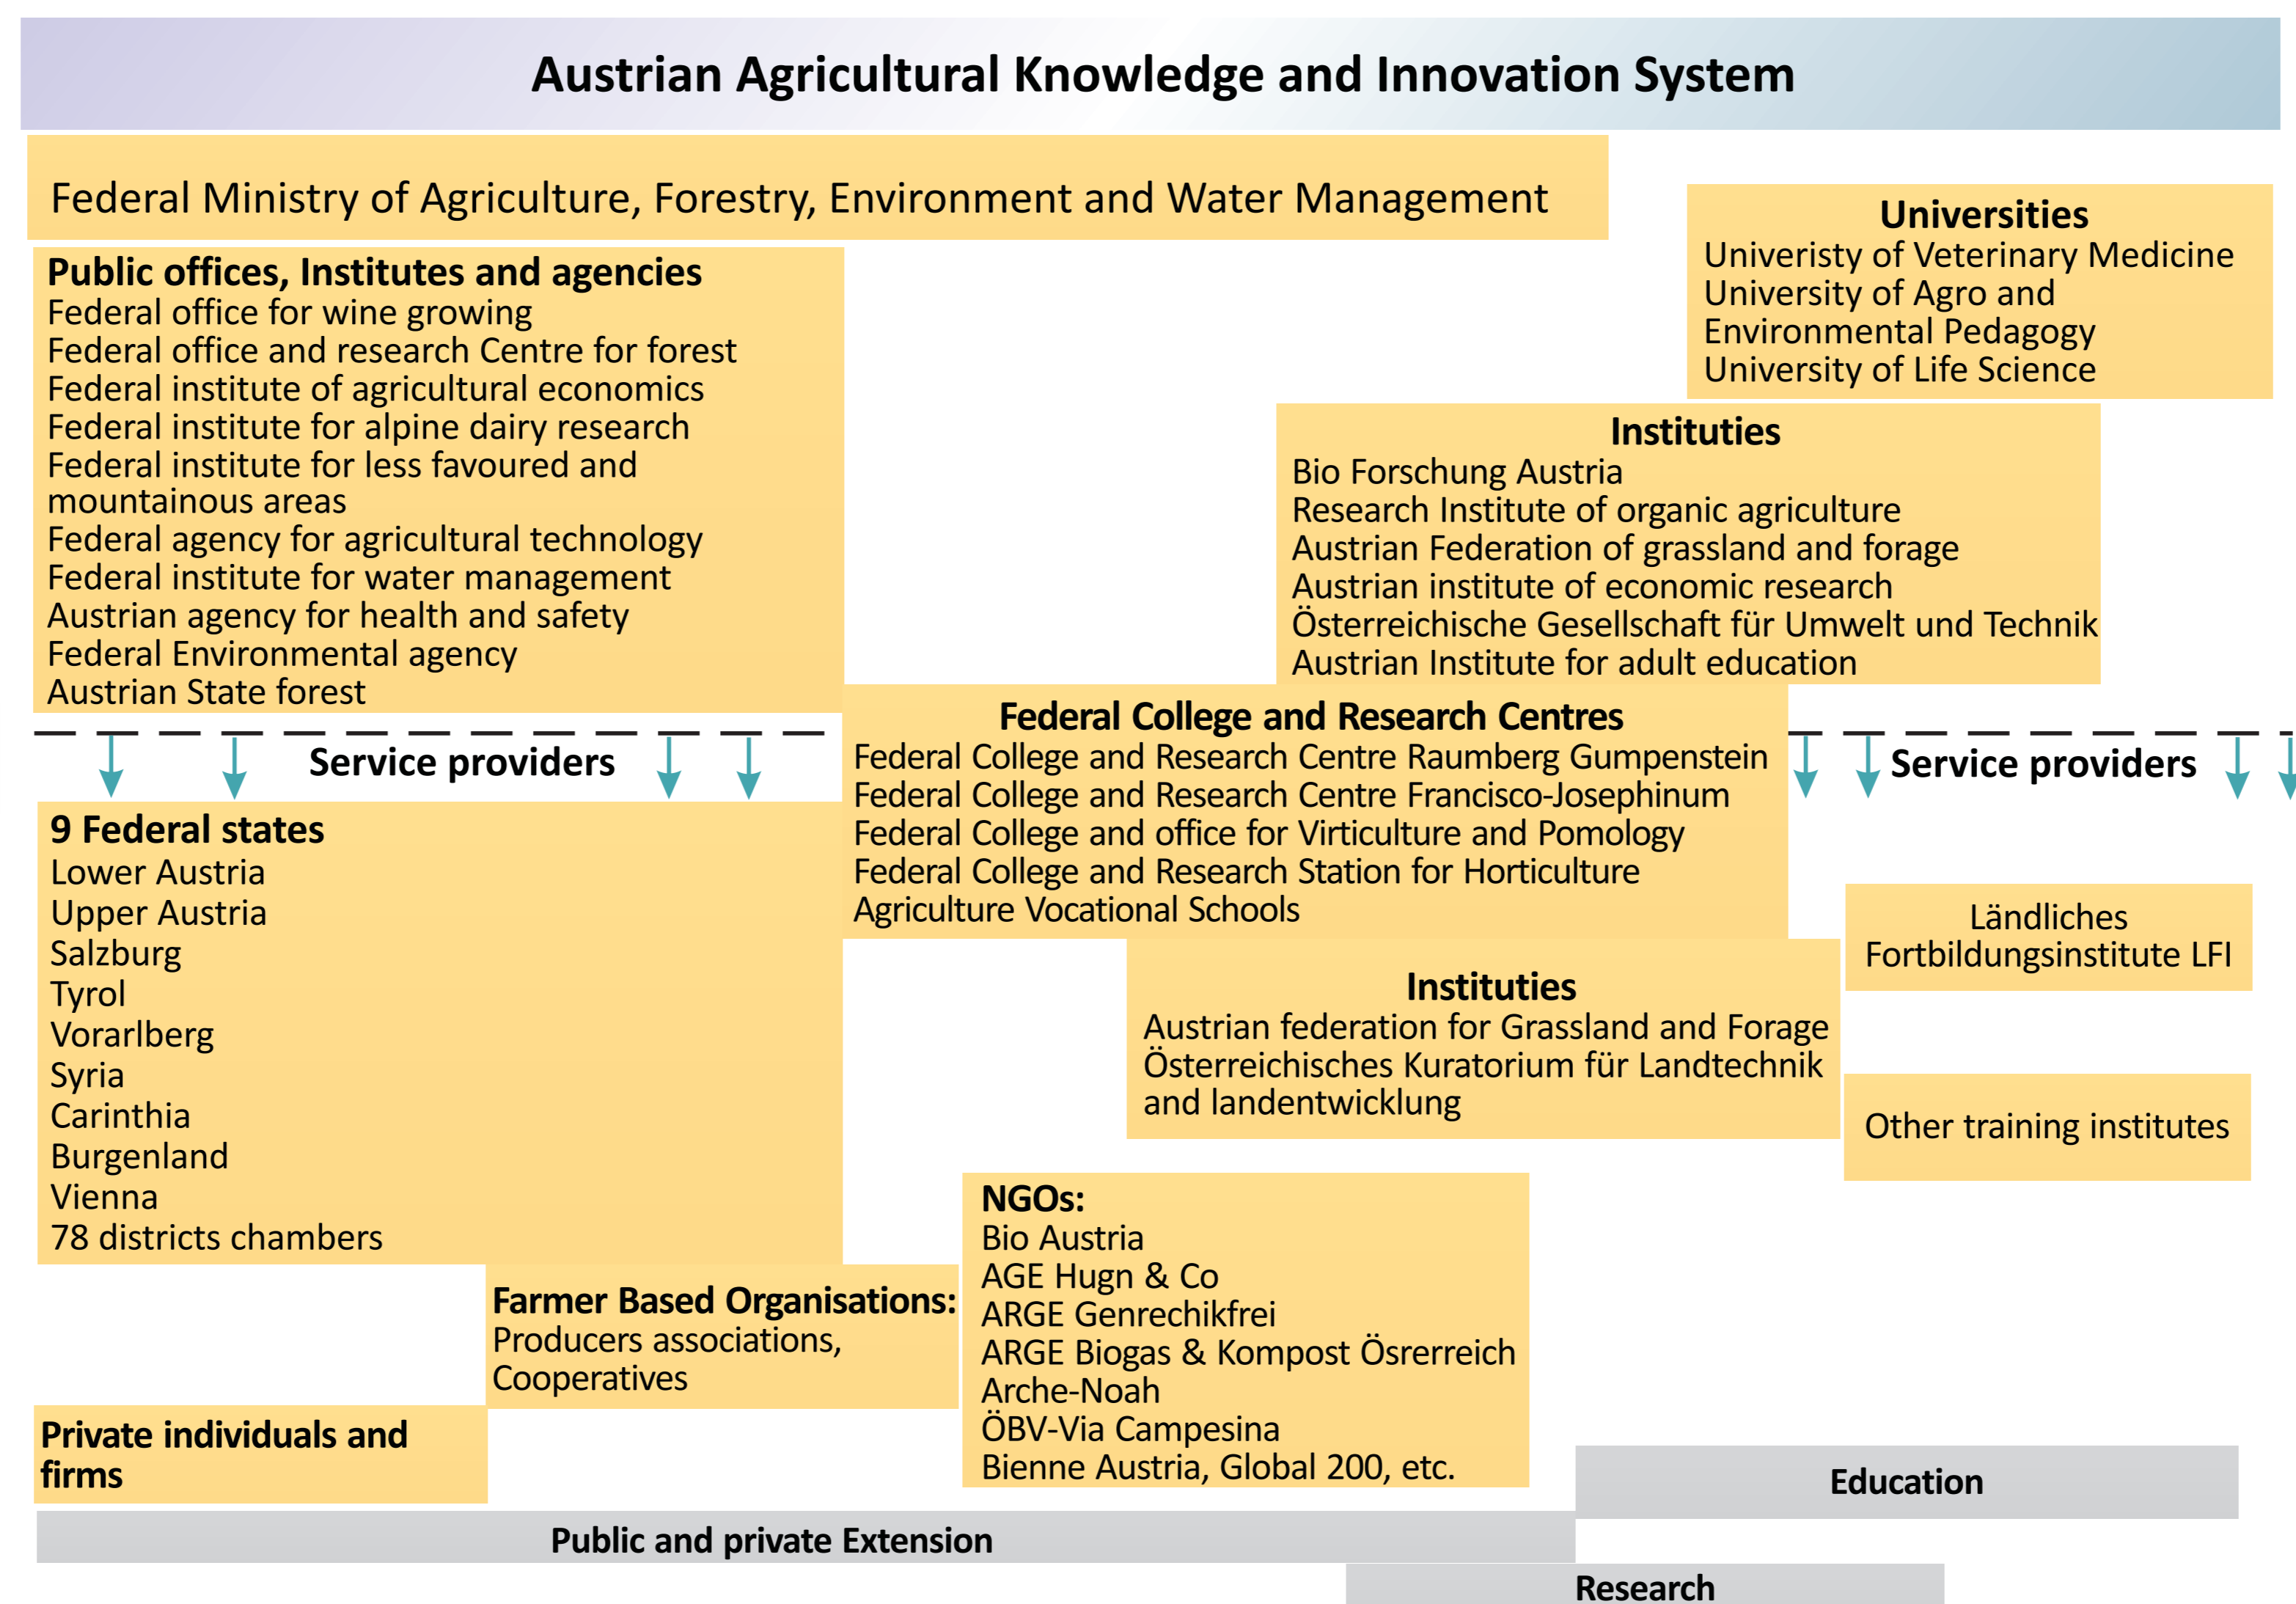 Austrian Agricultural Knowledge and Innovation System
Federal Ministry of Agriculture, Forestry, Environment and Water Management
Public offices, Institutes and agencies
Federal office for wine growing
Federal office and research Centre for forest
Federal institute of agricultural economics
Federal institute for alpine dairy research
Federal institute for less favoured and
mountainous areas
Federal agency for agricultural technology
Federal institute for water management
Austrian agency for health and safety
Federal Environmental agency
Austrian State forest
Universities
Univeristy of Veterinary Medicine
University of Agro and
Environmental Pedagogy
University of Life Science
Instituties
Bio Forschung Austria
Research Institute of organic agriculture
Austrian Federation of grassland and forage
Austrian institute of economic research
Österreichische Gesellschaft für Umwelt und Technik
Austrian Institute for adult education
Federal College and Research Centres
Federal College and Research Centre Raumberg Gumpenstein
Federal College and Research Centre Francisco-Josephinum
Federal College and office for Virticulture and Pomology
Federal College and Research Station for Horticulture
Agriculture Vocational Schools
Service providers
Service providers
9 Federal states
Lower Austria
Upper Austria
Salzburg
Tyrol
Vorarlberg
Syria
Carinthia
Burgenland
Vienna
78 districts chambers
Ländliches
Fortbildungsinstitute LFI
Instituties
Austrian federation for Grassland and Forage
Österreichisches Kuratorium für Landtechnik
and landentwicklung
Other training institutes
NGOs:
Bio Austria
AGE Hugn & Co
ARGE Genrechikfrei
ARGE Biogas & Kompost Ösrerreich
Arche-Noah
ÖBV-Via Campesina
Bienne Austria, Global 200, etc.
Farmer Based Organisations:
Producers associations,
Cooperatives
Private individuals and
firms
Education
Public and private Extension
Research